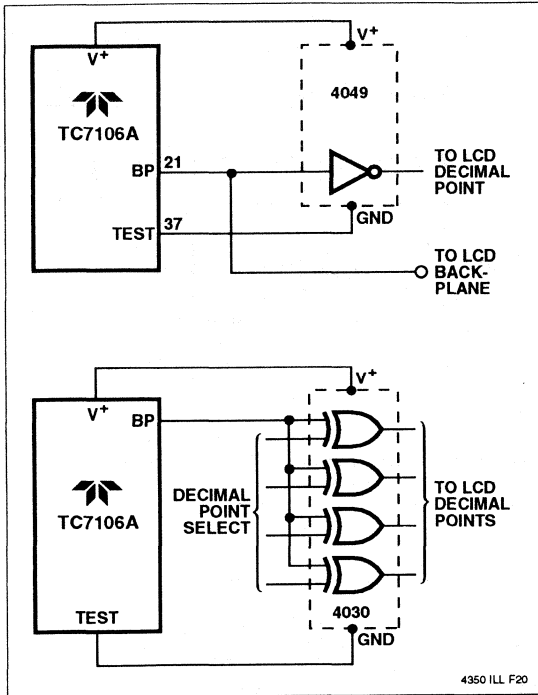 V+
V+
4049
TC7106A
BP 21
TO LCD
DECIMAL
POINT
TEST 37
GND
TO LCD
BACK-
PLANE
V+
V+
BP
DECIMAL
POINT
SELECT
TO LCD
DECIMAL
POINTS
TC7106A
TEST
4030
GND
4350 ILL F20